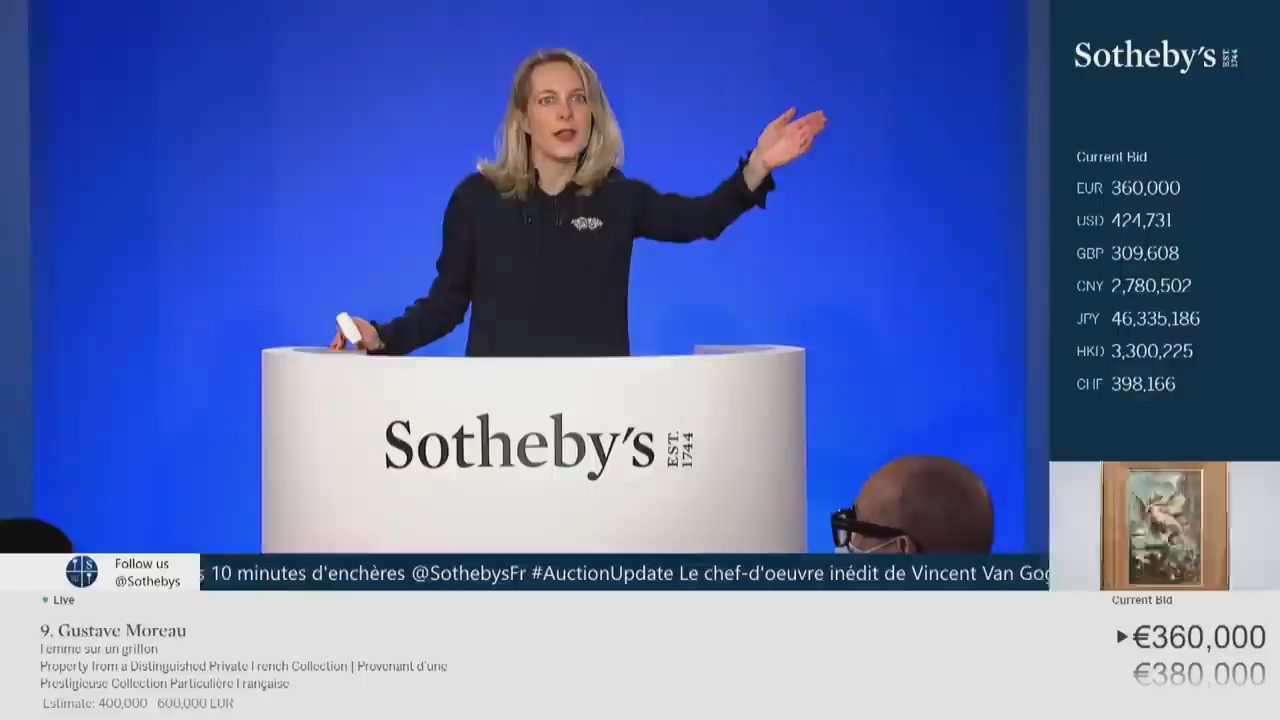 Sotheby's EST. 1744
Current Bid
EUR 360,000
USD 424,731
GBP 309,608
CNY 2,780,502
JPY 46,335,186
HKD 3,300,225
CHF 398,166
Sotheby's EST. 1744
Follow us
@Sothebys
s 10 minutes d'enchères @SothebysFr #AuctionUpdate Le chef-d'oeuvre inédit de Vincent Van Gog
Live
9. Gustave Moreau
Femme sur un griffon
Property from a Distinguished Private French Collection | Provenant d'une
Prestigieuse Collection Particulière Française
Estimate: 400,000 - 600,000 EUR
Current Bid
€360,000
€380,000